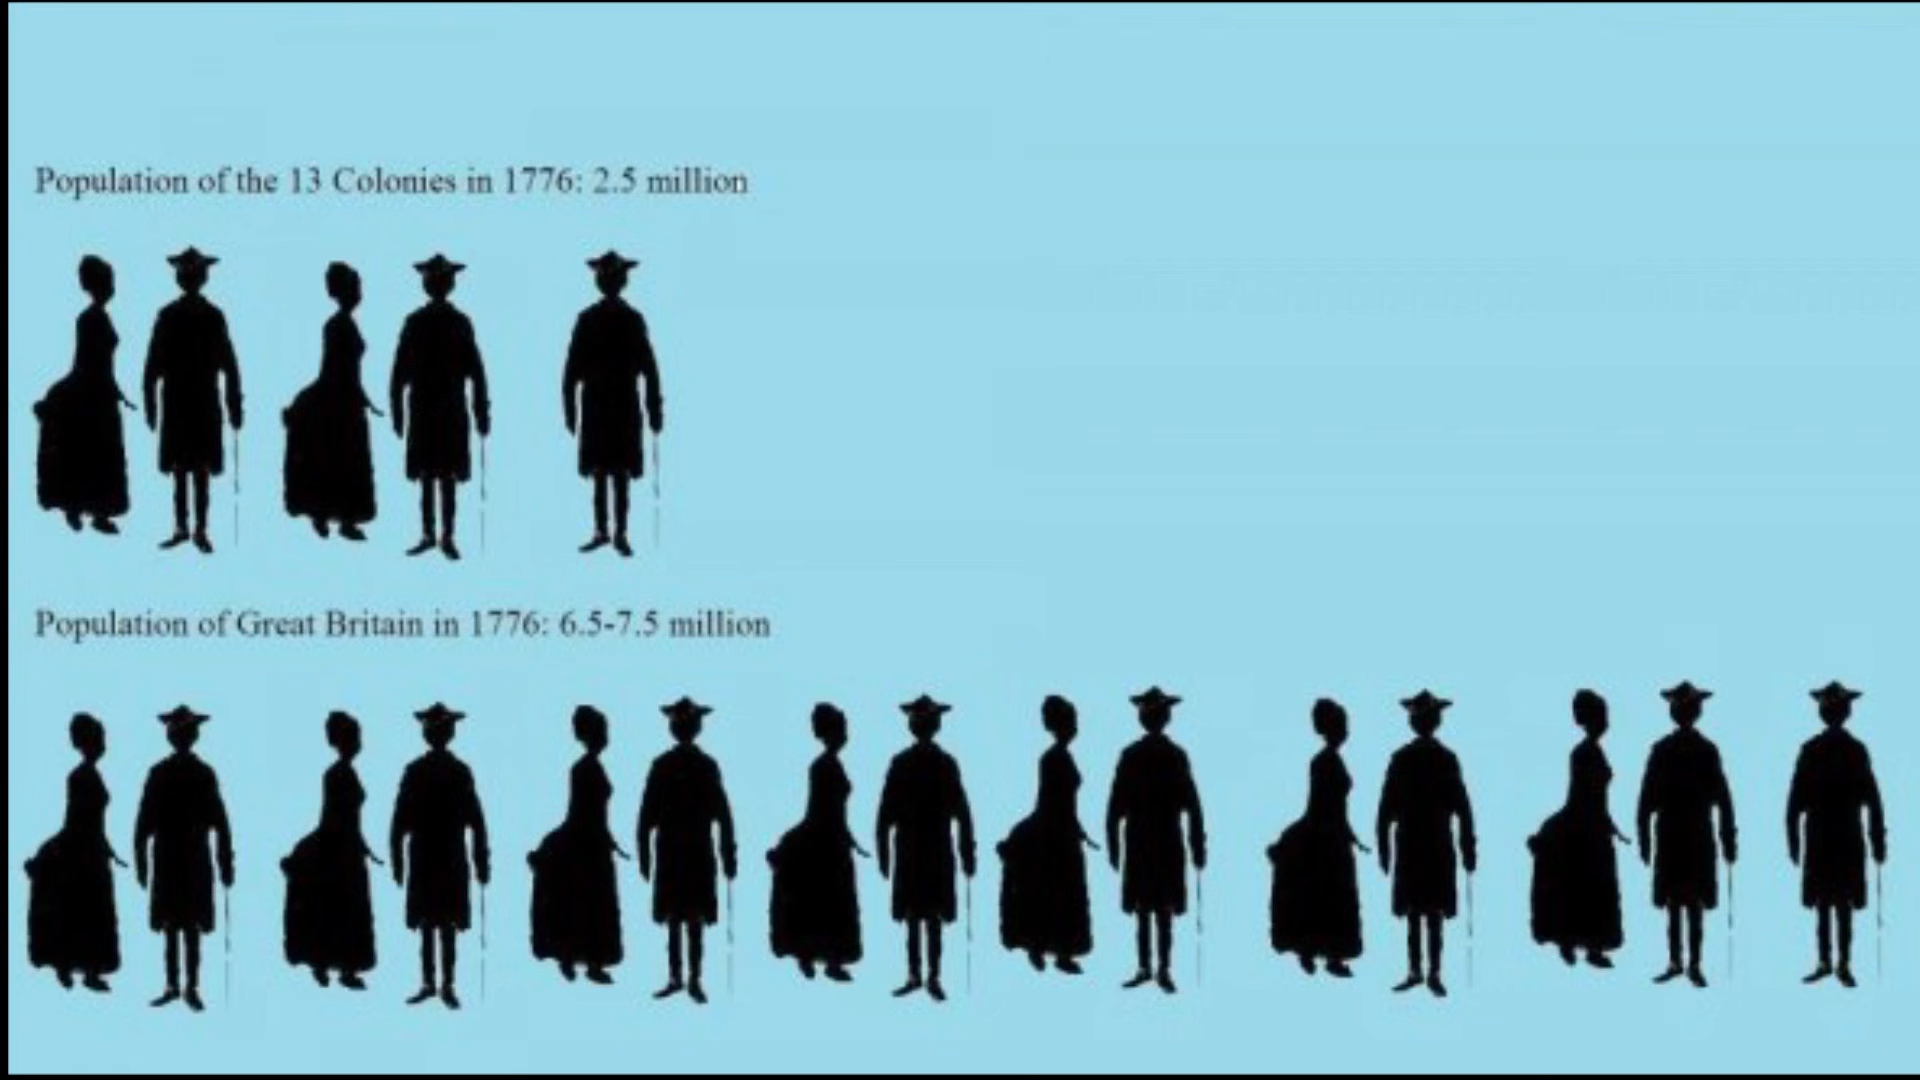 Population of the 13 Colonies in 1776: 2.5 million
Population of Great Britain in 1776: 6.5-7.5 million